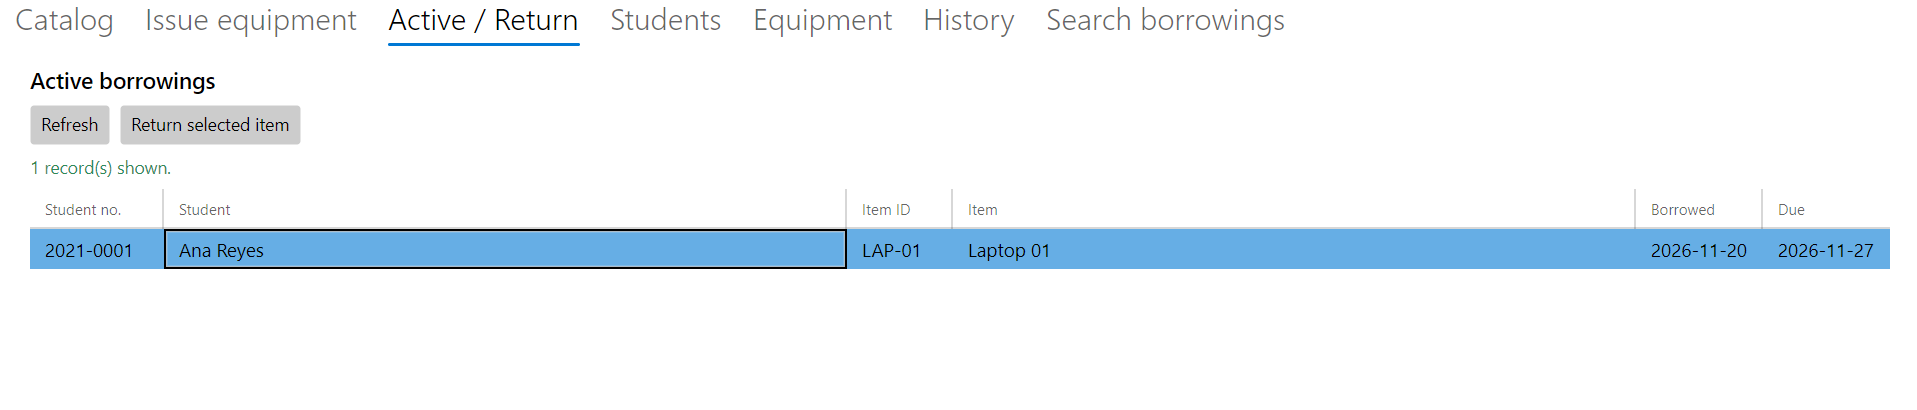 Catalog Issue equipment Active / Return Students Equipment History Search borrowings
Active borrowings
Refresh Return selected item
1 record(s) shown.
Student no. Student Item ID Item Borrowed Due
2021-0001 Ana Reyes LAP-01 Laptop 01 2026-11-20 2026-11-27